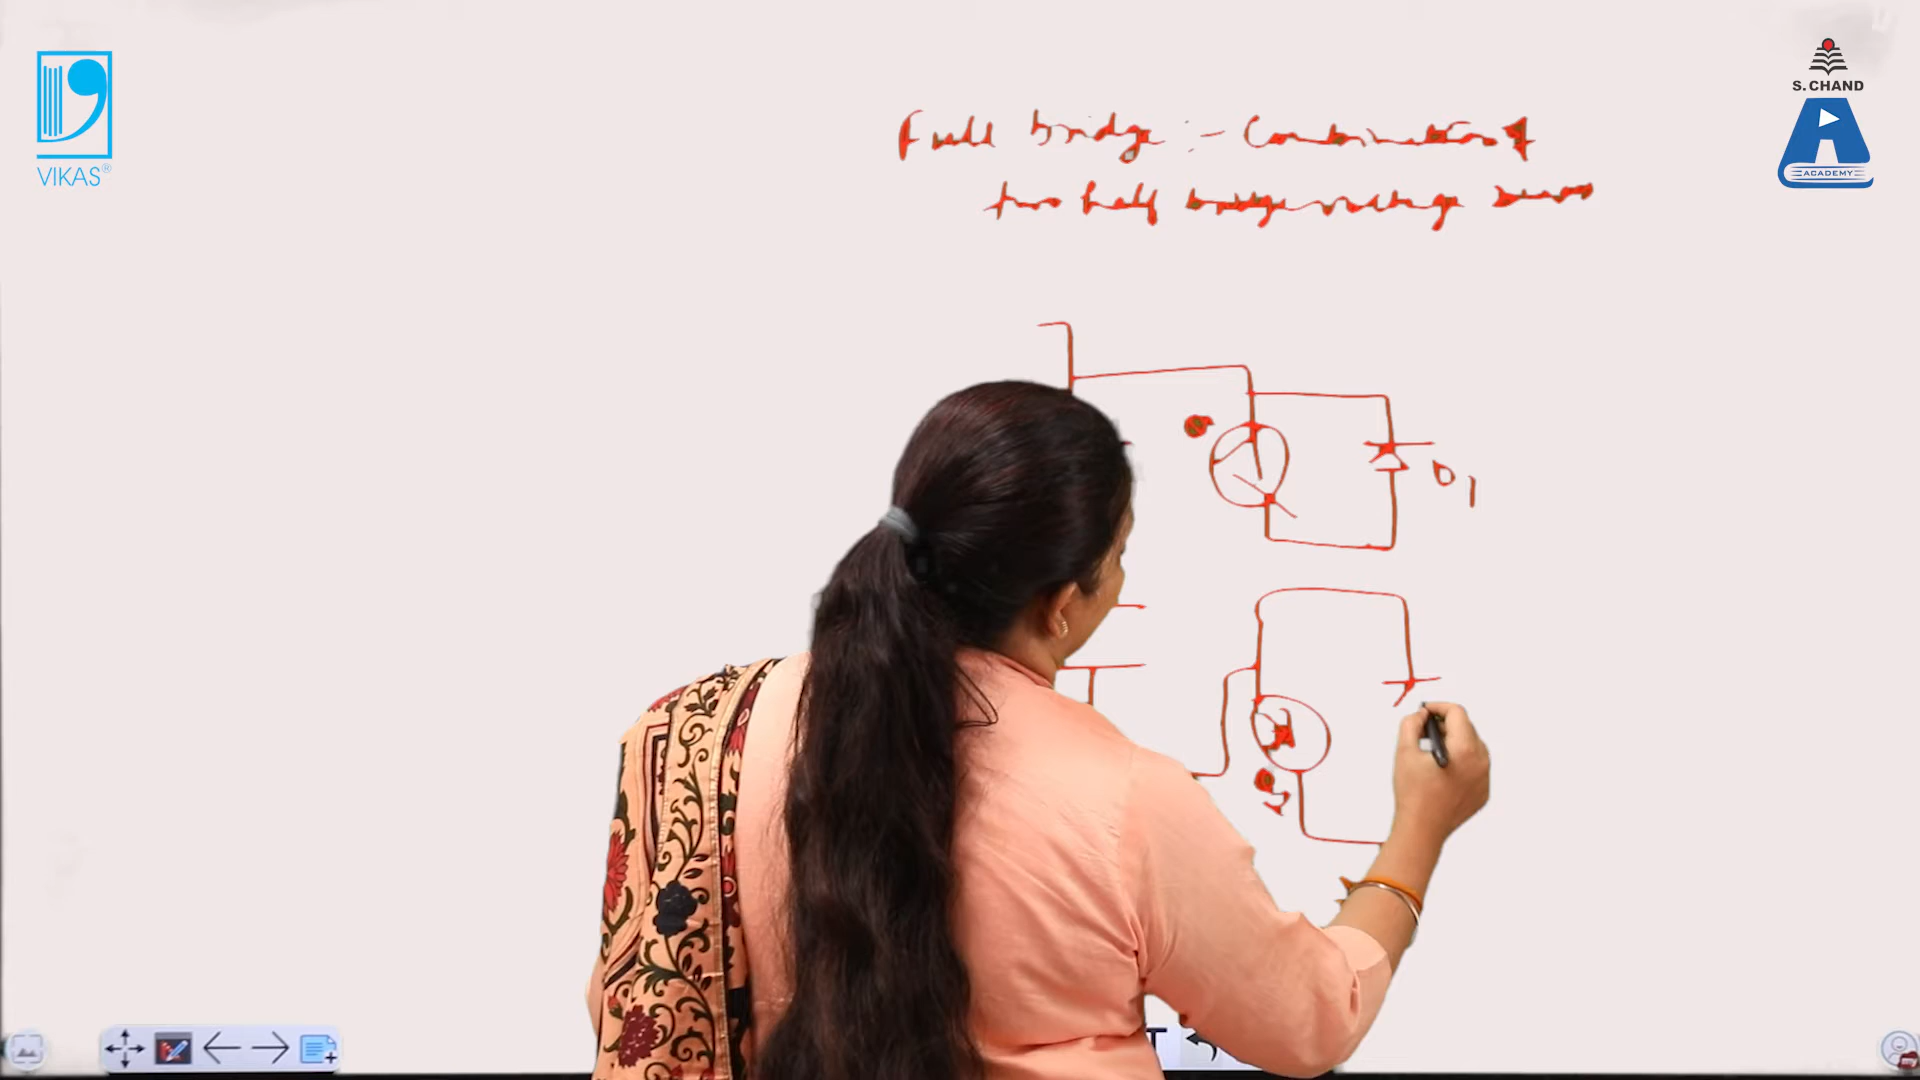 VIKAS®
S. CHAND
ACADEMY
Full bridge :- Combination of
two half bridge voltage
D1